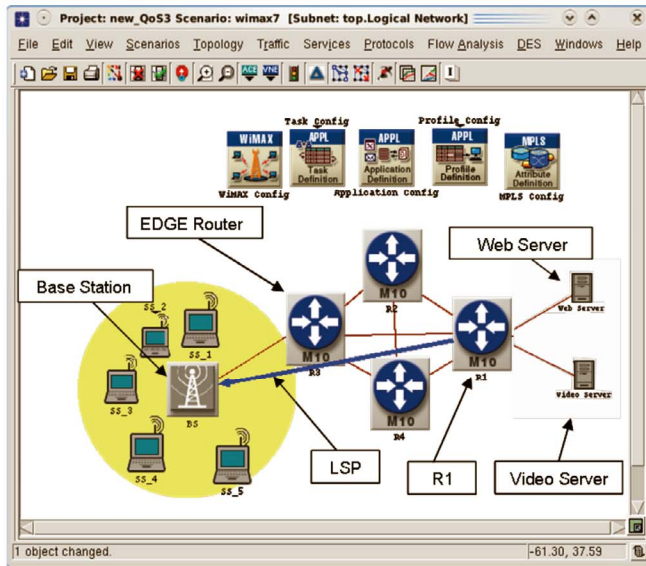 Project: new_QoS3 Scenario: wimax7 [Subnet: top.Logical Network]
File Edit View Scenarios Topology Traffic Services Protocols Flow Analysis DES Windows Help
ACE VNE
Task Config Profile Config
WiMAX APPL APPL APPL MPLS
Task Definition
Application Definition
Profile Definition
Attribute Definition
WiMAX Config
Application Config
MPLS Config
EDGE Router
Web Server
Base Station
M10
R2
Web Server
SS_2
SS_1
M10
R3
M10
R1
SS_3
BS
M10
R4
Video Server
SS_4
SS_5
LSP
R1
Video Server
1 object changed.
-61.30, 37.59